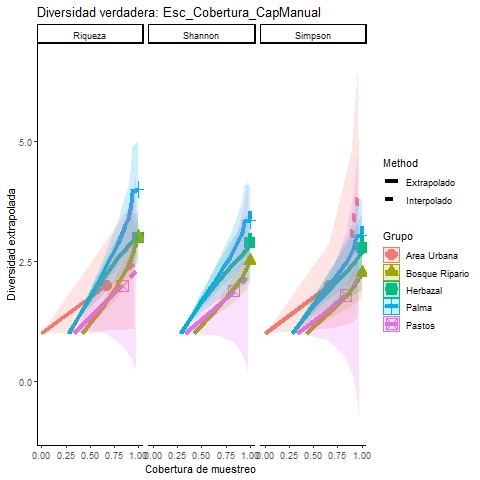 Diversidad verdadera: Esc_Cobertura_CapManual
Riqueza Shannon Simpson
Diversidad extrapolada
5.0
2.5
0.0
0.00 0.25 0.50 0.75 1.00 0.00 0.25 0.50 0.75 1.00 0.00 0.25 0.50 0.75 1.00
Cobertura de muestreo
Method
Extrapolado
Interpolado
Grupo
Area Urbana
Bosque Ripario
Herbazal
Palma
Pastos